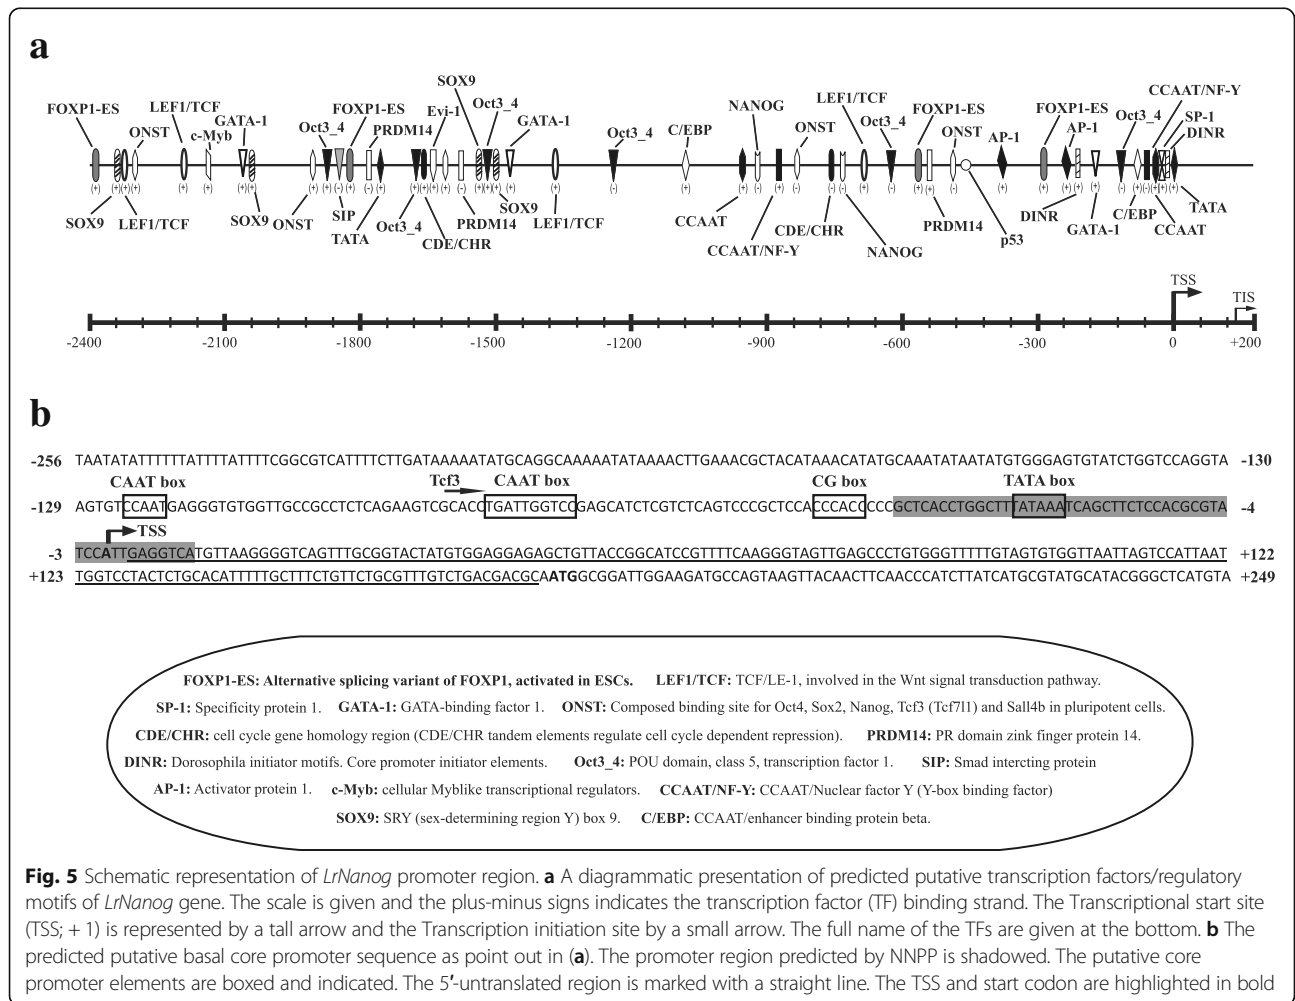 a
SOX9
FOXP1-ES LEF1/TCF ONST c-Myb GATA-1 Oct3_4 FOXP1-ES PRDM14 Evi-1 Oct3_4 GATA-1 Oct3_4 C/EBP NANOG ONST LEF1/TCF Oct3_4 FOXP1-ES ONST AP-1 FOXP1-ES AP-1 Oct3_4 CCAAT/NF-Y SP-1 DINR
(+) (+)(+)(+) (+) (+) (+)(+) (+)(+)(-)(+) (-)(+) (+)(+)(+)(+)(-) (+)(+)(+)(+) (+) (-) (+) (+)(-)(+)(-) (-)(-)(+)(-) (+)(+)(-) (+) (+)(+)(+)(+) (-)(+)(-)(-)(+)(+)
SOX9 LEF1/TCF SOX9 ONST SIP TATA Oct3_4 CDE/CHR PRDM14 SOX9 LEF1/TCF CCAAT CCAAT/NF-Y CDE/CHR NANOG PRDM14 p53 DINR GATA-1 C/EBP CCAAT TATA
TSS TIS
-2400 -2100 -1800 -1500 -1200 -900 -600 -300 0 +200
b
-256 TAATATATTTTTTATTTTATTTTCGGCGTCATTTTCTTGATAAAAATATGCAGGCAAAAATATAAAACTTGAAACGCTACATAAACATATGCAAATATAATATGTGGGAGTGTATCTGGTCCAGGTA -130
CAAT box Tcf3 CAAT box CG box TATA box
-129 AGTGTCCAATGAGGGTGTGGTTGCCGCCTCTCAGAAGTCGCACCTGATTGGTCCGAGCATCTCGTCTCAGTCCCGCTCCACCCACCCCCGCTCACCTGGCTTTATAAATCAGCTTCTCCACGCGTA -4
TSS
-3 TCCATTGAGGTCATGTTAAGGGGTCAGTTTGCGGTACTATGTGGAGGAGAGCTGTTACCGGCATCCGTTTTCAAGGGTAGTTGAGCCCTGTGGGTTTTTGTAGTGTGGTTAATTAGTCCATTAAT +122
+123 TGGTCCTACTCTGCACATTTTTGCTTTCTGTTCTGCGTTTGTCTGACGACGCAATGGCGGATTGGAAGATGCCAGTAAGTTACAACTTCAACCCATCTTATCATGCGTATGCATACGGGCTCATGTA +249
FOXP1-ES: Alternative splicing variant of FOXP1, activated in ESCs. LEF1/TCF: TCF/LE-1, involved in the Wnt signal transduction pathway.
SP-1: Specificity protein 1. GATA-1: GATA-binding factor 1. ONST: Composed binding site for Oct4, Sox2, Nanog, Tcf3 (Tcf7l1) and Sall4b in pluripotent cells.
CDE/CHR: cell cycle gene homology region (CDE/CHR tandem elements regulate cell cycle dependent repression). PRDM14: PR domain zink finger protein 14.
DINR: Dorosophila initiator motifs. Core promoter initiator elements. Oct3_4: POU domain, class 5, transcription factor 1. SIP: Smad intercting protein
AP-1: Activator protein 1. c-Myb: cellular Myblike transcriptional regulators. CCAAT/NF-Y: CCAAT/Nuclear factor Y (Y-box binding factor)
SOX9: SRY (sex-determining region Y) box 9. C/EBP: CCAAT/enhancer binding protein beta.
Fig. 5 Schematic representation of LrNanog promoter region. a A diagrammatic presentation of predicted putative transcription factors/regulatory
motifs of LrNanog gene. The scale is given and the plus-minus signs indicates the transcription factor (TF) binding strand. The Transcriptional start site
(TSS; + 1) is represented by a tall arrow and the Transcription initiation site by a small arrow. The full name of the TFs are given at the bottom. b The
predicted putative basal core promoter sequence as point out in (a). The promoter region predicted by NNPP is shadowed. The putative core
promoter elements are boxed and indicated. The 5′-untranslated region is marked with a straight line. The TSS and start codon are highlighted in bold